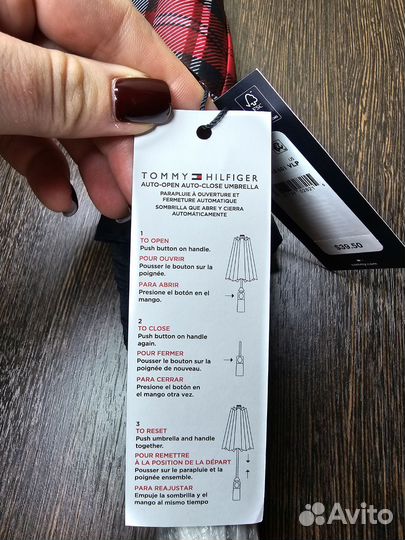 TOMMY HILFIGER
AUTO-OPEN AUTO-CLOSE UMBRELLA
PARAPLUIE À OUVERTURE ET
FERMETURE AUTOMATIQUE
SOMBRILLA QUE ABRE Y CIERRA
AUTOMÁTICAMENTE
1
TO OPEN
Push button on handle.
POUR OUVRIR
Pousser le bouton sur la
poignée.
PARA ABRIR
Presione el botón en el
mango.
2
TO CLOSE
Push button on handle
again.
POUR FERMER
Pousser le bouton sur la
poignée de nouveau.
PARA CERRAR
Presione el botón en el
mango otra vez.
3
TO RESET
Push umbrella and handle
together.
POUR REMETTRE
À LA POSITION DE LA DÉPART
Pousser sur le parapluie et la
poignée ensemble.
PARA REAJUSTAR
Empuje la sombrilla y el
mango al mismo tiempo
FSC
US
VLP
$39.50
Avito